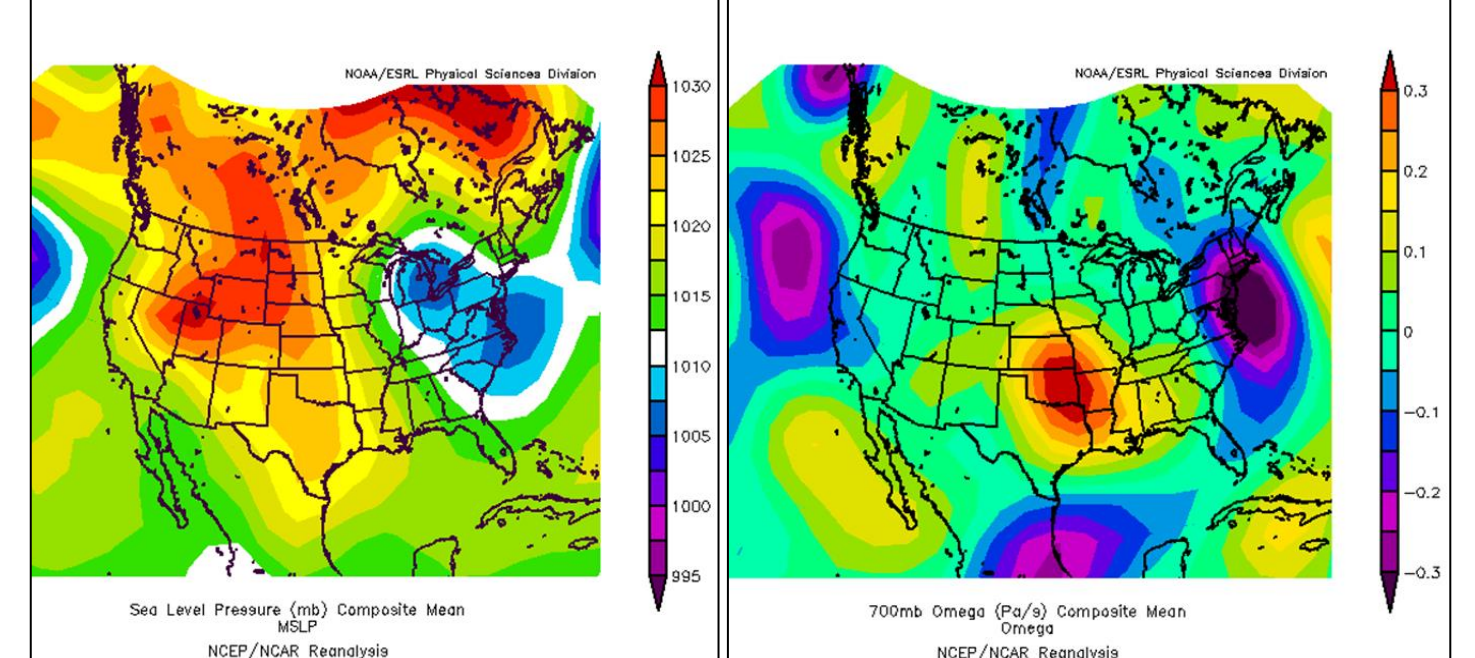 NOAA/ESRL Physical Sciences Division
1030
1025
1020
1015
1010
1005
1000
995
Sea Level Pressure (mb) Composite Mean
MSLP
NCEP/NCAR Reanalysis
NOAA/ESRL Physical Sciences Division
0.3
0.2
0.1
0
-0.1
-0.2
-0.3
700mb Omega (Pa/s) Composite Mean
Omega
NCEP/NCAR Reanalysis